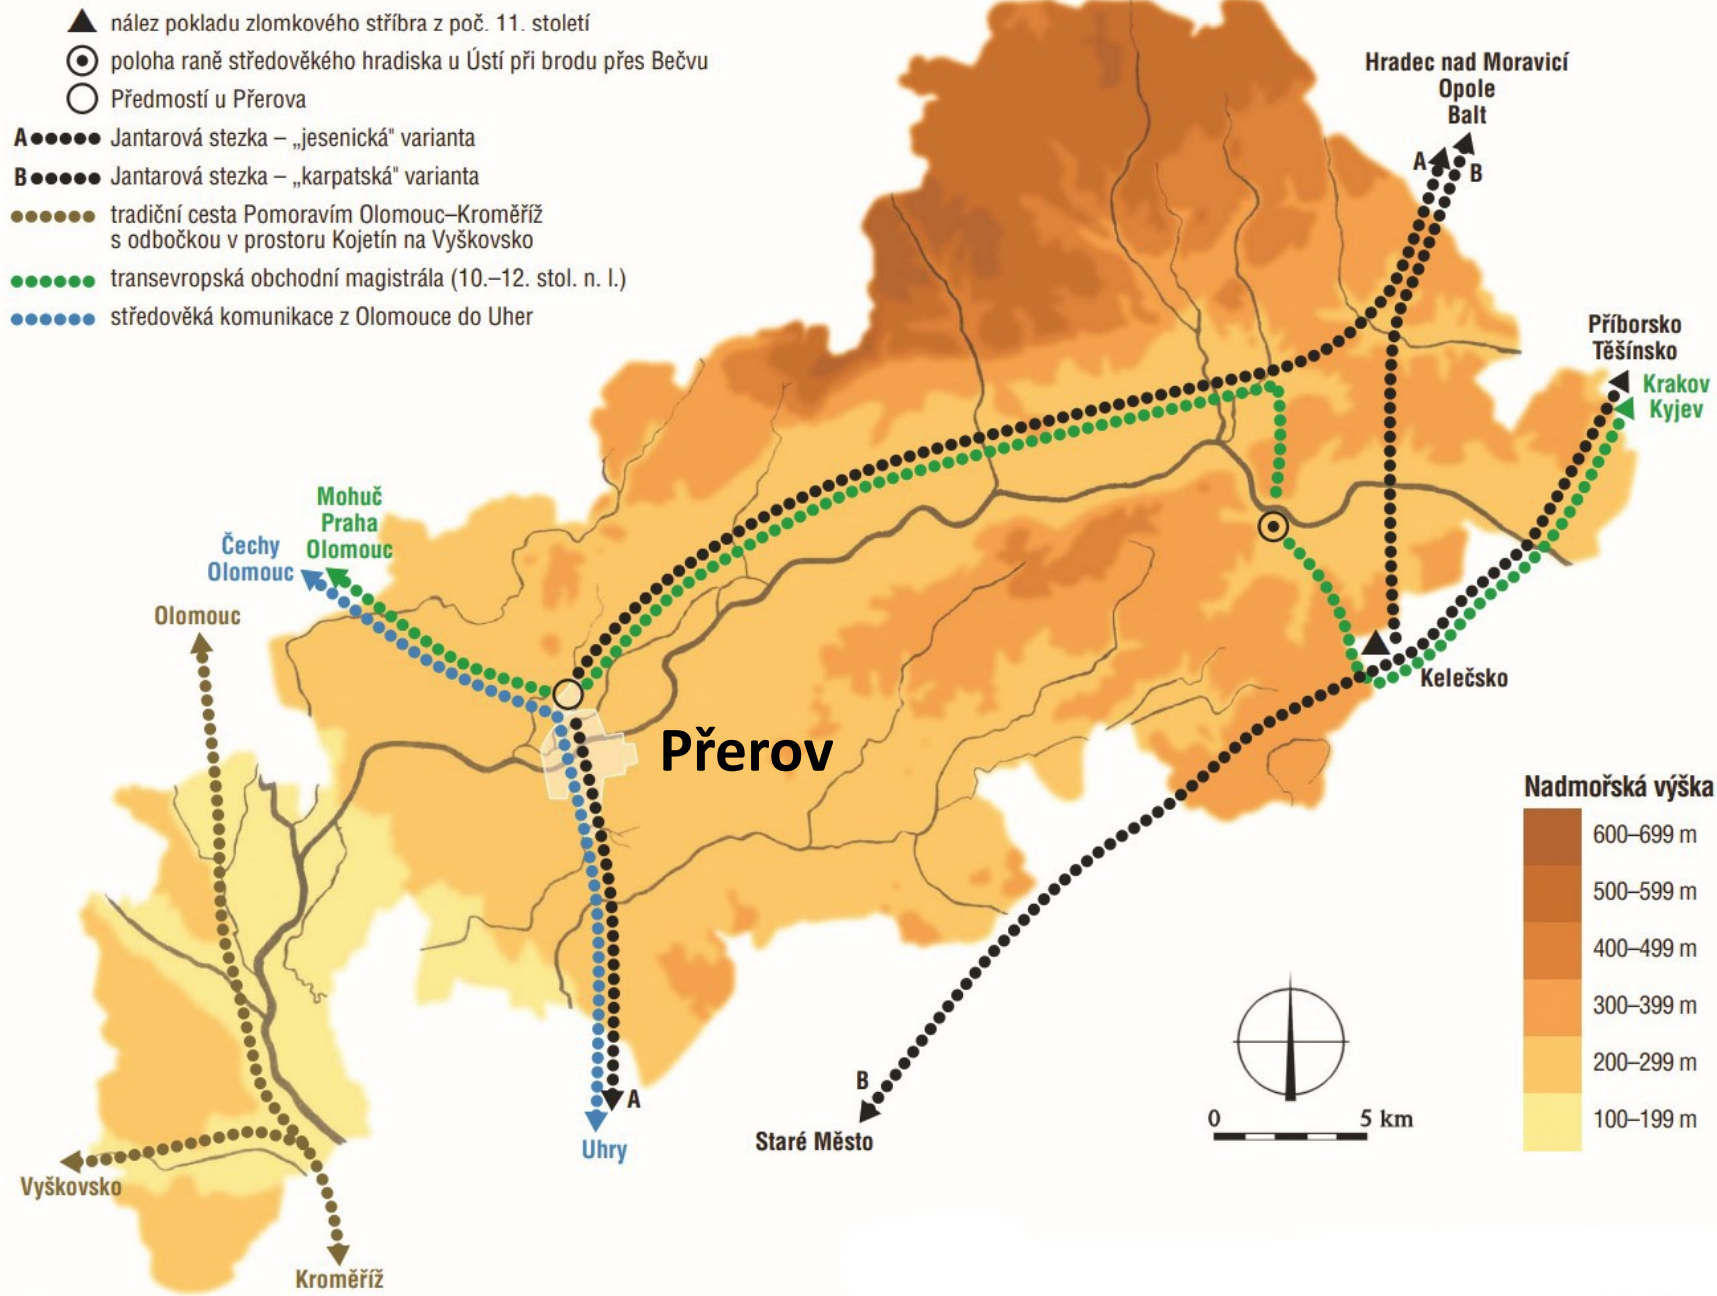 nález pokladu zlomkového stříbra z poč. 11. století
poloha raně středověkého hradiska u Ústí při brodu přes Bečvu
Předmostí u Přerova
A Jantarová stezka – „jesenická" varianta
B Jantarová stezka – „karpatská" varianta
tradiční cesta Pomoravím Olomouc–Kroměříž
s odbočkou v prostoru Kojetín na Vyškovsko
transevropská obchodní magistrála (10.–12. stol. n. l.)
středověká komunikace z Olomouce do Uher
Hradec nad Moravicí
Opole
Balt
A
B
Příborsko
Těšínsko
Krakov
Kyjev
Mohuč
Praha
Olomouc
Čechy
Olomouc
Olomouc
Kelečsko
Přerov
Nadmořská výška
600–699 m
500–599 m
400–499 m
300–399 m
200–299 m
100–199 m
B
A
Staré Město
Uhry
0 5 km
Vyškovsko
Kroměříž